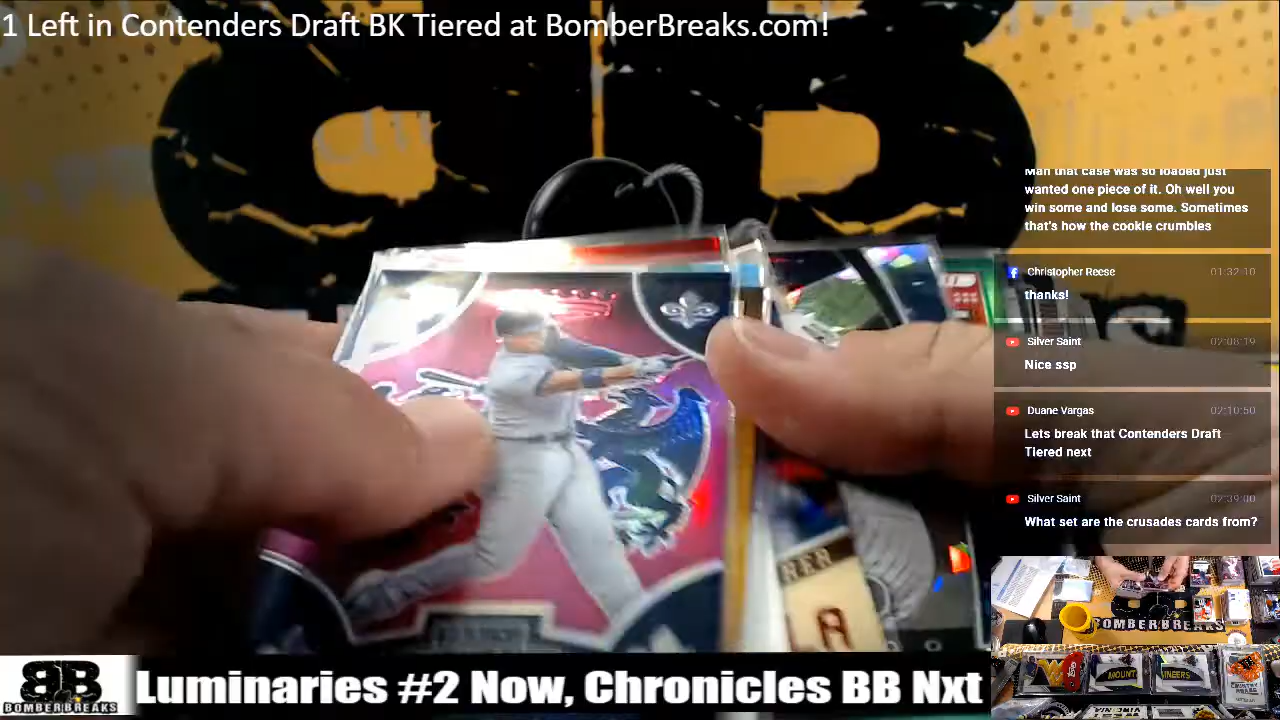 1 Left in Contenders Draft BK Tiered at BomberBreaks.com!
Man that case was so loaded just
wanted one piece of it. Oh well you
win some and lose some. Sometimes
that's how the cookie crumbles
Christopher Reese 01:32:10
thanks!
Silver Saint 02:08:19
Nice ssp
Duane Vargas 02:10:50
Lets break that Contenders Draft
Tiered next
Silver Saint 02:39:00
What set are the crusades cards from?
BOMBERBREAKS
MOUNT
BB
BOMBERBREAKS
Luminaries #2 Now, Chronicles BB Nxt